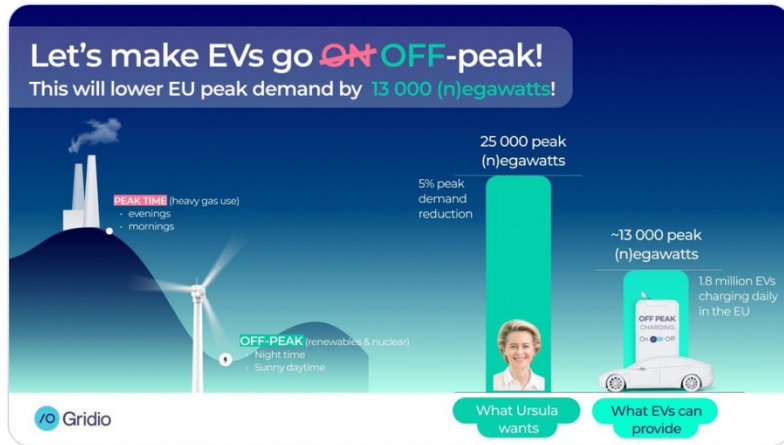 Let's make EVs go ON OFF-peak!
This will lower EU peak demand by 13 000 (n)egawatts!
PEAK TIME (heavy gas use)
• evenings
• mornings
OFF-PEAK (renewables & nuclear)
• Night time
• Sunny daytime
25 000 peak
(n)egawatts
5% peak
demand
reduction
~13 000 peak
(n)egawatts
1.8 million EVs
charging daily
in the EU
OFF PEAK
CHARGING
On Off
What Ursula
wants
What EVs can
provide
/O Gridio